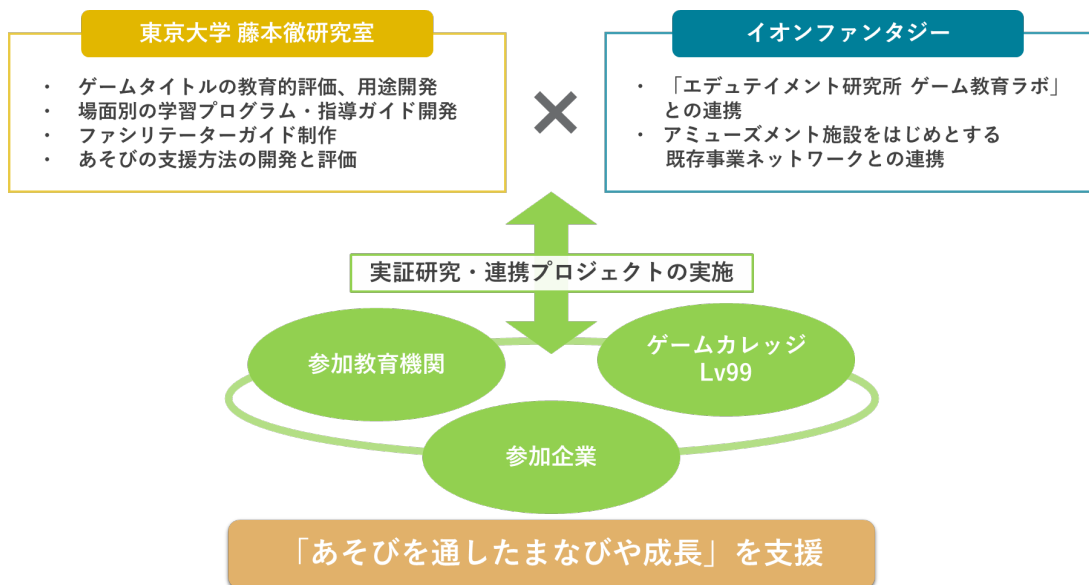 東京大学 藤本徹研究室
・ ゲームタイトルの教育的評価、用途開発
・ 場面別の学習プログラム・指導ガイド開発
・ ファシリテーターガイド制作
・ あそびの支援方法の開発と評価
×
イオンファンタジー
・ 「エデュテイメント研究所 ゲーム教育ラボ」
との連携
・ アミューズメント施設をはじめとする
既存事業ネットワークとの連携
実証研究・連携プロジェクトの実施
参加教育機関
ゲームカレッジ
Lv99
参加企業
「あそびを通したまなびや成長」を支援